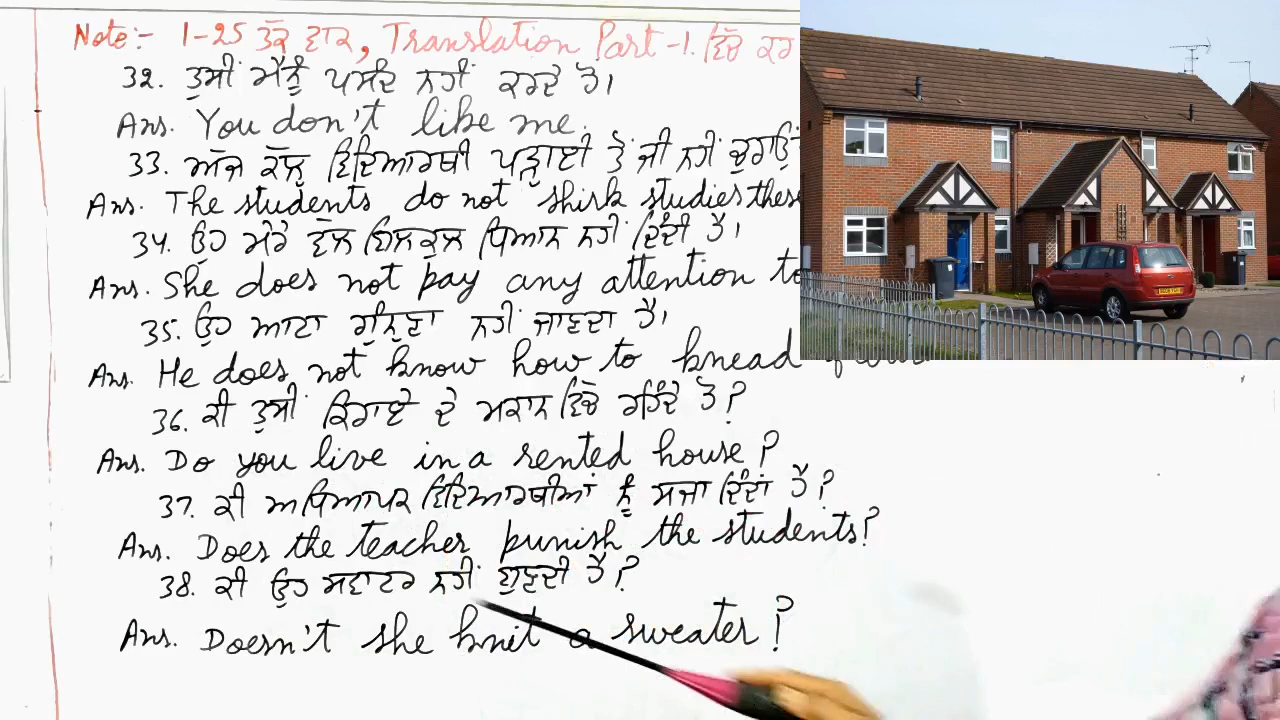 Note:- 1-25 ਤੱਕ ਵਾਕ, Translation Part-1. ਵਿੱਚ ਕਰ
32. ਤੁਸੀਂ ਮੈਨੂੰ ਪਸੰਦ ਨਹੀਂ ਕਰਦੇ ਹੋ।
Ans. You don't like me.
33. ਅੱਜ ਕੱਲ੍ਹ ਵਿਦਿਆਰਥੀ ਪੜ੍ਹਾਈ ਤੋਂ ਜੀ ਨਹੀਂ ਚੁਰਾਉਂ
Ans. The students do not shirk studies these
34. ਉਹ ਮੇਰੇ ਵੱਲ ਬਿਲਕੁਲ ਧਿਆਨ ਨਹੀਂ ਦਿੰਦੀ ਹੈ।
Ans. She does not pay any attention to
35. ਉਹ ਆਟਾ ਗੁੰਨ੍ਹਣਾ ਨਹੀਂ ਜਾਣਦਾ ਹੈ।
Ans. He does not know how to knead flour
36. ਕੀ ਤੁਸੀਂ ਕਿਰਾਏ ਦੇ ਮਕਾਨ ਵਿੱਚ ਰਹਿੰਦੇ ਹੋ?
Ans. Do you live in a rented house?
37. ਕੀ ਅਧਿਆਪਕ ਵਿਦਿਆਰਥੀਆਂ ਨੂੰ ਸਜਾ ਦਿੰਦਾ ਹੈ?
Ans. Does the teacher punish the students?
38. ਕੀ ਉਹ ਸਵਾਟਰ ਨਹੀਂ ਬੁਣਦੀ ਹੈ?
Ans. Doesn't she knit a sweater?